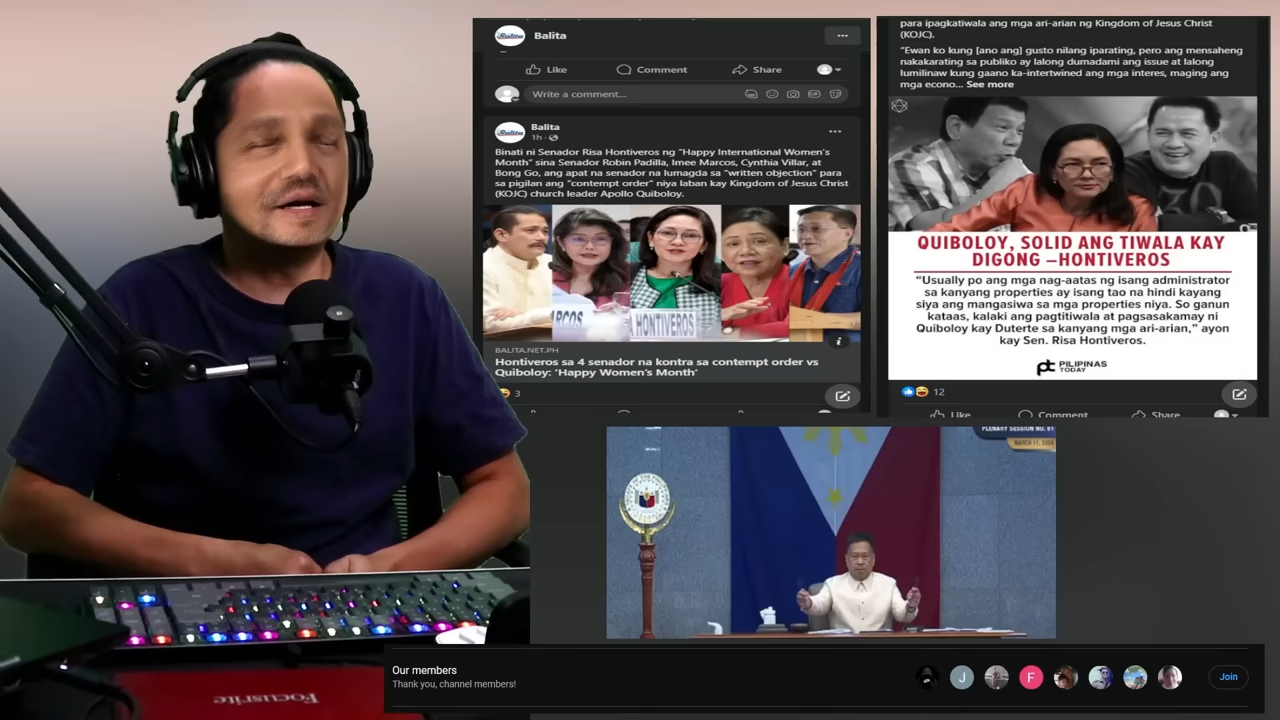 Balita
Like
Comment
Share
Write a comment...
Balita
1h
Binati ni Senador Risa Hontiveros ng "Happy International Women's
Month" sina Senador Robin Padilla, Imee Marcos, Cynthia Villar, at
Bong Go, ang apat na senador na lumagda sa "written objection" para
sa pigilan ang "contempt order" niya laban kay Kingdom of Jesus Christ
(KOJC) church leader Apollo Quiboloy.
HONTIVEROS
BALITA.NET.PH
Hontiveros sa 4 senador na kontra sa contempt order vs
Quiboloy: 'Happy Women's Month'
3
para ipagkatiwala ang mga ari-arian ng Kingdom of Jesus Christ
(KOJC).
"Ewan ko kung [ano ang] gusto nilang iparating, pero ang mensaheng
nakakarating sa publiko ay lalong dumadami ang issue at lalong
lumilinaw kung gaano ka-intertwined ang mga interes, maging ang
mga econo... See more
QUIBOLOY, SOLID ANG TIWALA KAY
DIGONG –HONTIVEROS
"Usually po ang mga nag-aatas ng isang administrator
sa kanyang properties ay isang tao na hindi kayang
siya ang mangasiwa sa mga properties niya. So ganun
kataas, kalaki ang pagtitiwala at pagsasakamay ni
Quiboloy kay Duterte sa kanyang mga ari-arian," ayon
kay Sen. Risa Hontiveros.
pt PILIPINAS
TODAY
12
Like
Comment
Share
PLENARY SESSION NO. 61
MARCH 11, 2024
Our members
Thank you, channel members!
J
F
Join
Focusrite